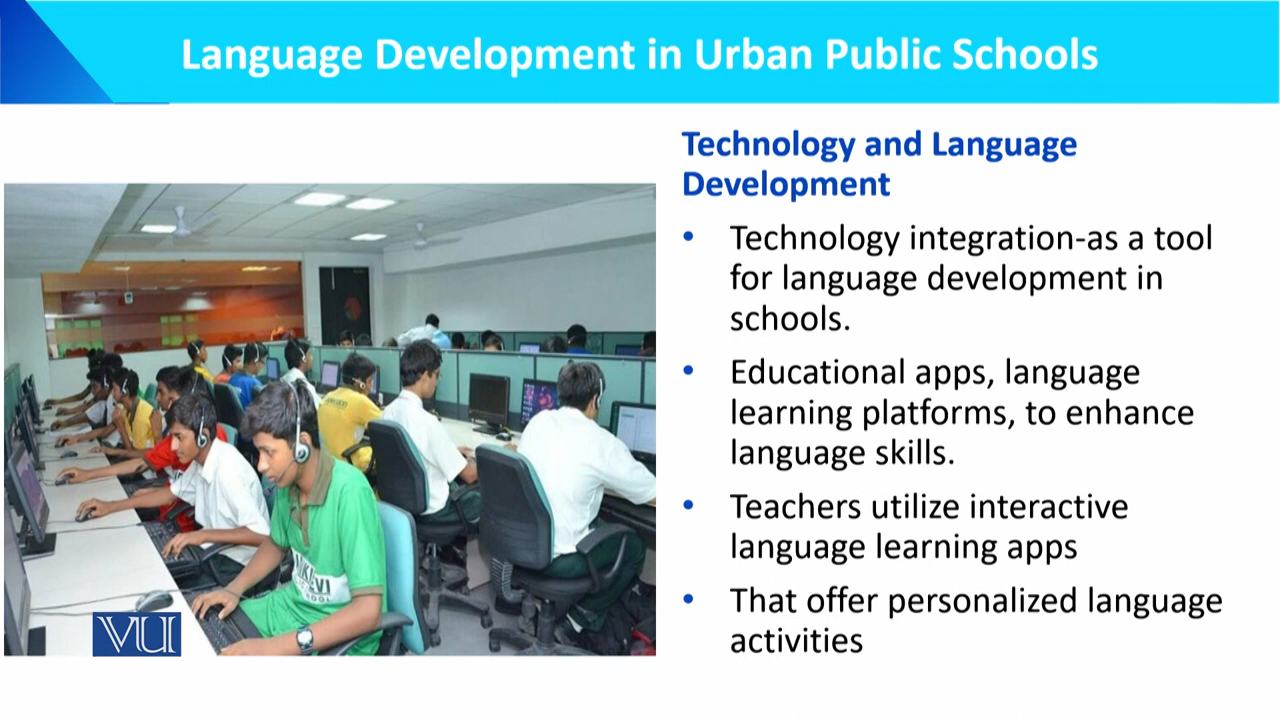 Language Development in Urban Public Schools
Technology and Language
Development
• Technology integration-as a tool
for language development in
schools.
• Educational apps, language
learning platforms, to enhance
language skills.
• Teachers utilize interactive
language learning apps
• That offer personalized language
activities
VU